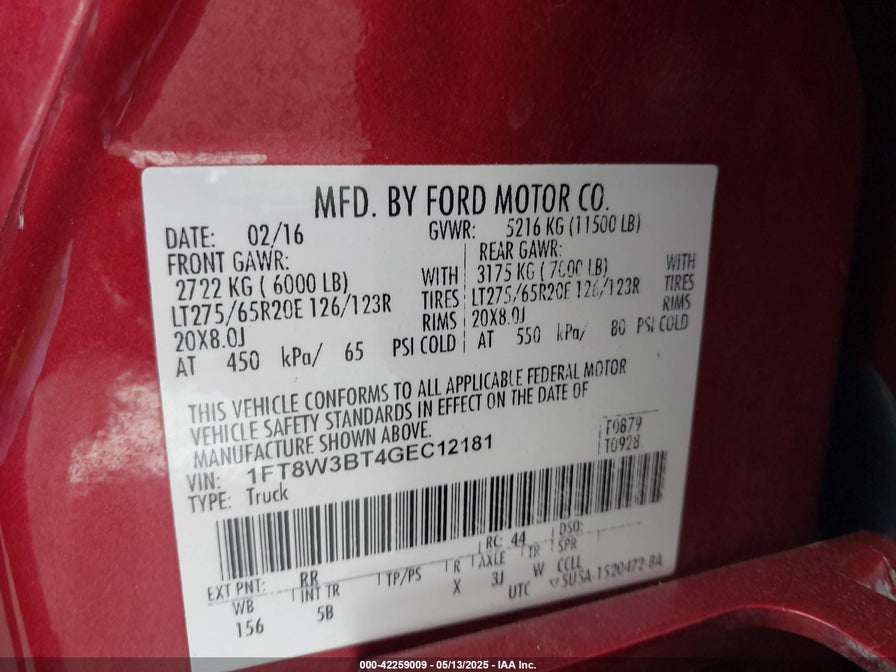 MFD. BY FORD MOTOR CO.
DATE: 02/16 GVWR: 5216 KG (11500 LB)
FRONT GAWR: REAR GAWR:
2722 KG ( 6000 LB) WITH 3175 KG ( 7000 LB) WITH
LT275/65R20E 126/123R TIRES LT275/65R20E 126/123R TIRES
20X8.0J RIMS 20X8.0J RIMS
AT 450 kPa/ 65 PSI COLD AT 550 kPa/ 80 PSI COLD
THIS VEHICLE CONFORMS TO ALL APPLICABLE FEDERAL MOTOR
VEHICLE SAFETY STANDARDS IN EFFECT ON THE DATE OF
MANUFACTURE SHOWN ABOVE.
F0879
T0928
VIN: 1FT8W3BT4GEC12181
TYPE: Truck
EXT PNT: RR RC: 44 DSO:
WB INT TR TP/PS R AXLE TR SPR
156 5B X 3J W CCLL
UTC 5U5A-1520472-BA
000-42259009 - 05/13/2025 - IAA Inc.